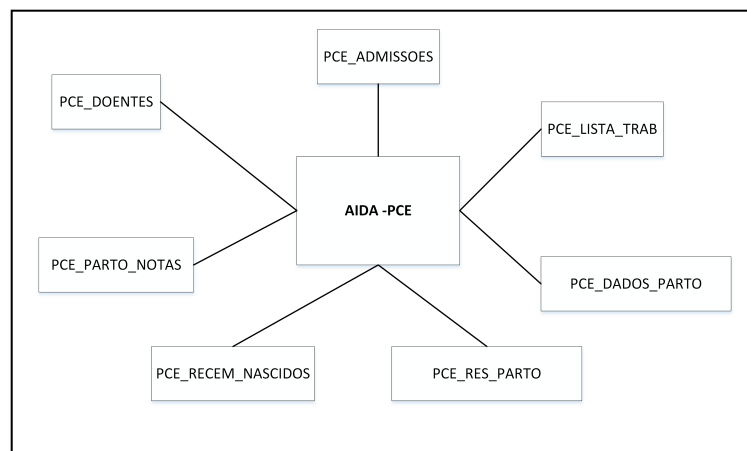 PCE_ADMISSOES
PCE_DOENTES
PCE_LISTA_TRAB
AIDA -PCE
PCE_PARTO_NOTAS
PCE_DADOS_PARTO
PCE_RECEM_NASCIDOS
PCE_RES_PARTO